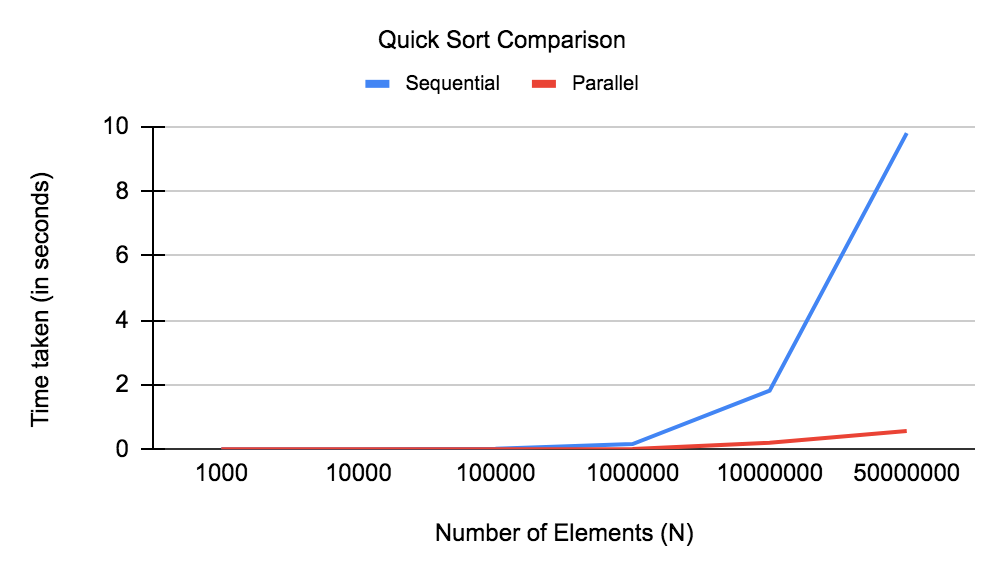 Quick Sort Comparison
Sequential Parallel
Time taken (in seconds)
10
8
6
4
2
0
1000 10000 100000 1000000 10000000 50000000
Number of Elements (N)